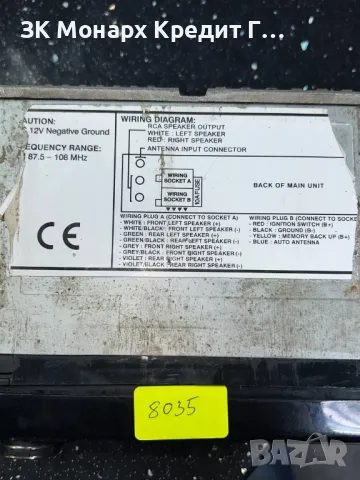 ЗК Монарх Кредит Г...
AUTION:
12V Negative Ground
EQUENCY RANGE:
87.5 - 108 MHz
WIRING DIAGRAM:
RCA SPEAKER OUTPUT
WHITE : LEFT SPEAKER
RED : RIGHT SPEAKER
ANTENNA INPUT CONNECTOR
WIRING SOCKET A
WIRING SOCKET B
10A FUSE
BACK OF MAIN UNIT
WIRING PLUG A (CONNECT TO SOCKET A)
- WHITE : FRONT LEFT SPEAKER (+)
- WHITE/BLACK : FRONT LEFT SPEAKER (-)
- GREEN : REAR LEFT SPEAKER (+)
- GREEN/BLACK : REAR LEFT SPEAKER (-)
- GREY : FRONT RIGHT SPEAKER (+)
- GREY/BLACK : FRONT RIGHT SPEAKER (-)
- VIOLET : REAR RIGHT SPEAKER (+)
- VIOLET/BLACK : REAR RIGHT SPEAKER (-)
WIRING PLUG B (CONNECT TO SOCKET
- RED : IGNITION SWITCH (B+)
- BLACK : GROUND (B-)
- YELLOW : MEMORY BACK UP (B+)
- BLUE : AUTO ANTENNA
CE
8035
BAZAR